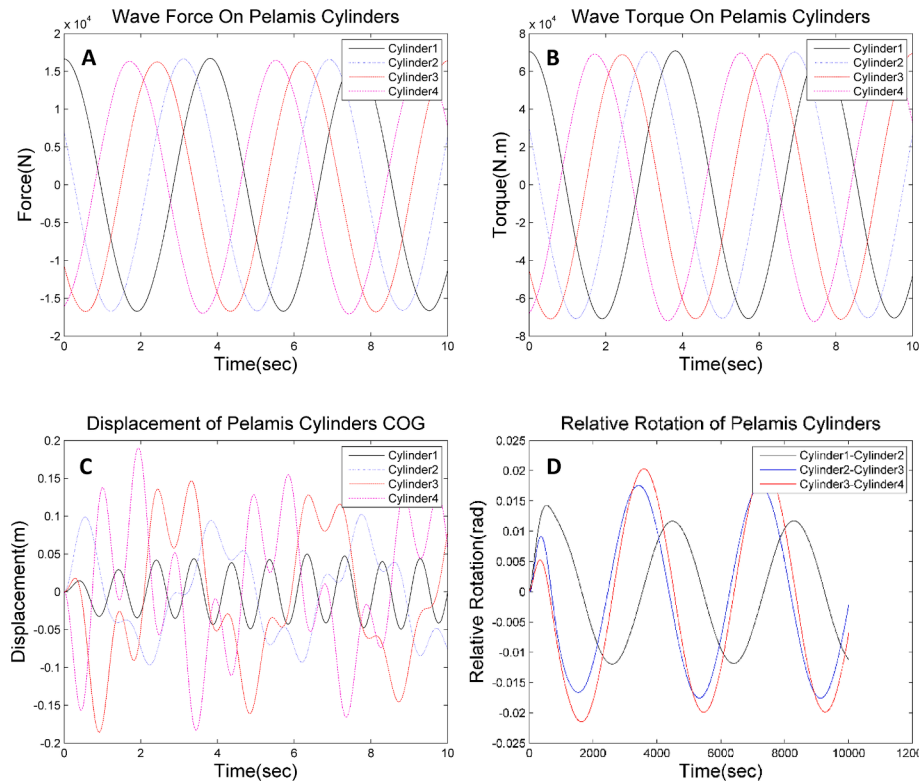 Wave Force On Pelamis Cylinders
x 10⁴
A
Cylinder1
Cylinder2
Cylinder3
Cylinder4
Force(N)
2
1.5
1
0.5
0
-0.5
-1
-1.5
-2
0 2 4 6 8 10
Time(sec)
Wave Torque On Pelamis Cylinders
x 10⁴
B
Cylinder1
Cylinder2
Cylinder3
Cylinder4
Torque(N.m)
8
6
4
2
0
-2
-4
-6
-8
0 2 4 6 8 10
Time(sec)
Displacement of Pelamis Cylinders COG
C
Cylinder1
Cylinder2
Cylinder3
Cylinder4
Displacement(m)
0.2
0.15
0.1
0.05
0
-0.05
-0.1
-0.15
-0.2
0 2 4 6 8 10
Time(sec)
Relative Rotation of Pelamis Cylinders
D
Cylinder1-Cylinder2
Cylinder2-Cylinder3
Cylinder3-Cylinder4
Relative Rotation(rad)
0.025
0.02
0.015
0.01
0.005
0
-0.005
-0.01
-0.015
-0.02
-0.025
0 2000 4000 6000 8000 10000 12000
Time(sec)